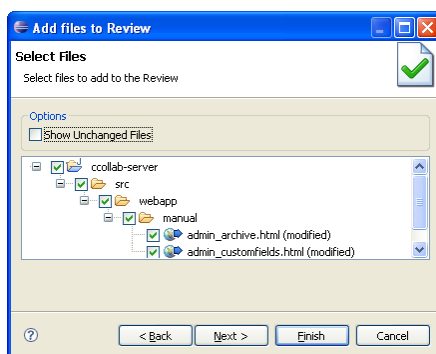 Add files to Review
Select Files
Select files to add to the Review
Options
Show Unchanged Files
ccollab-server
src
webapp
manual
admin_archive.html (modified)
admin_customfields.html (modified)
< Back Next > Finish Cancel